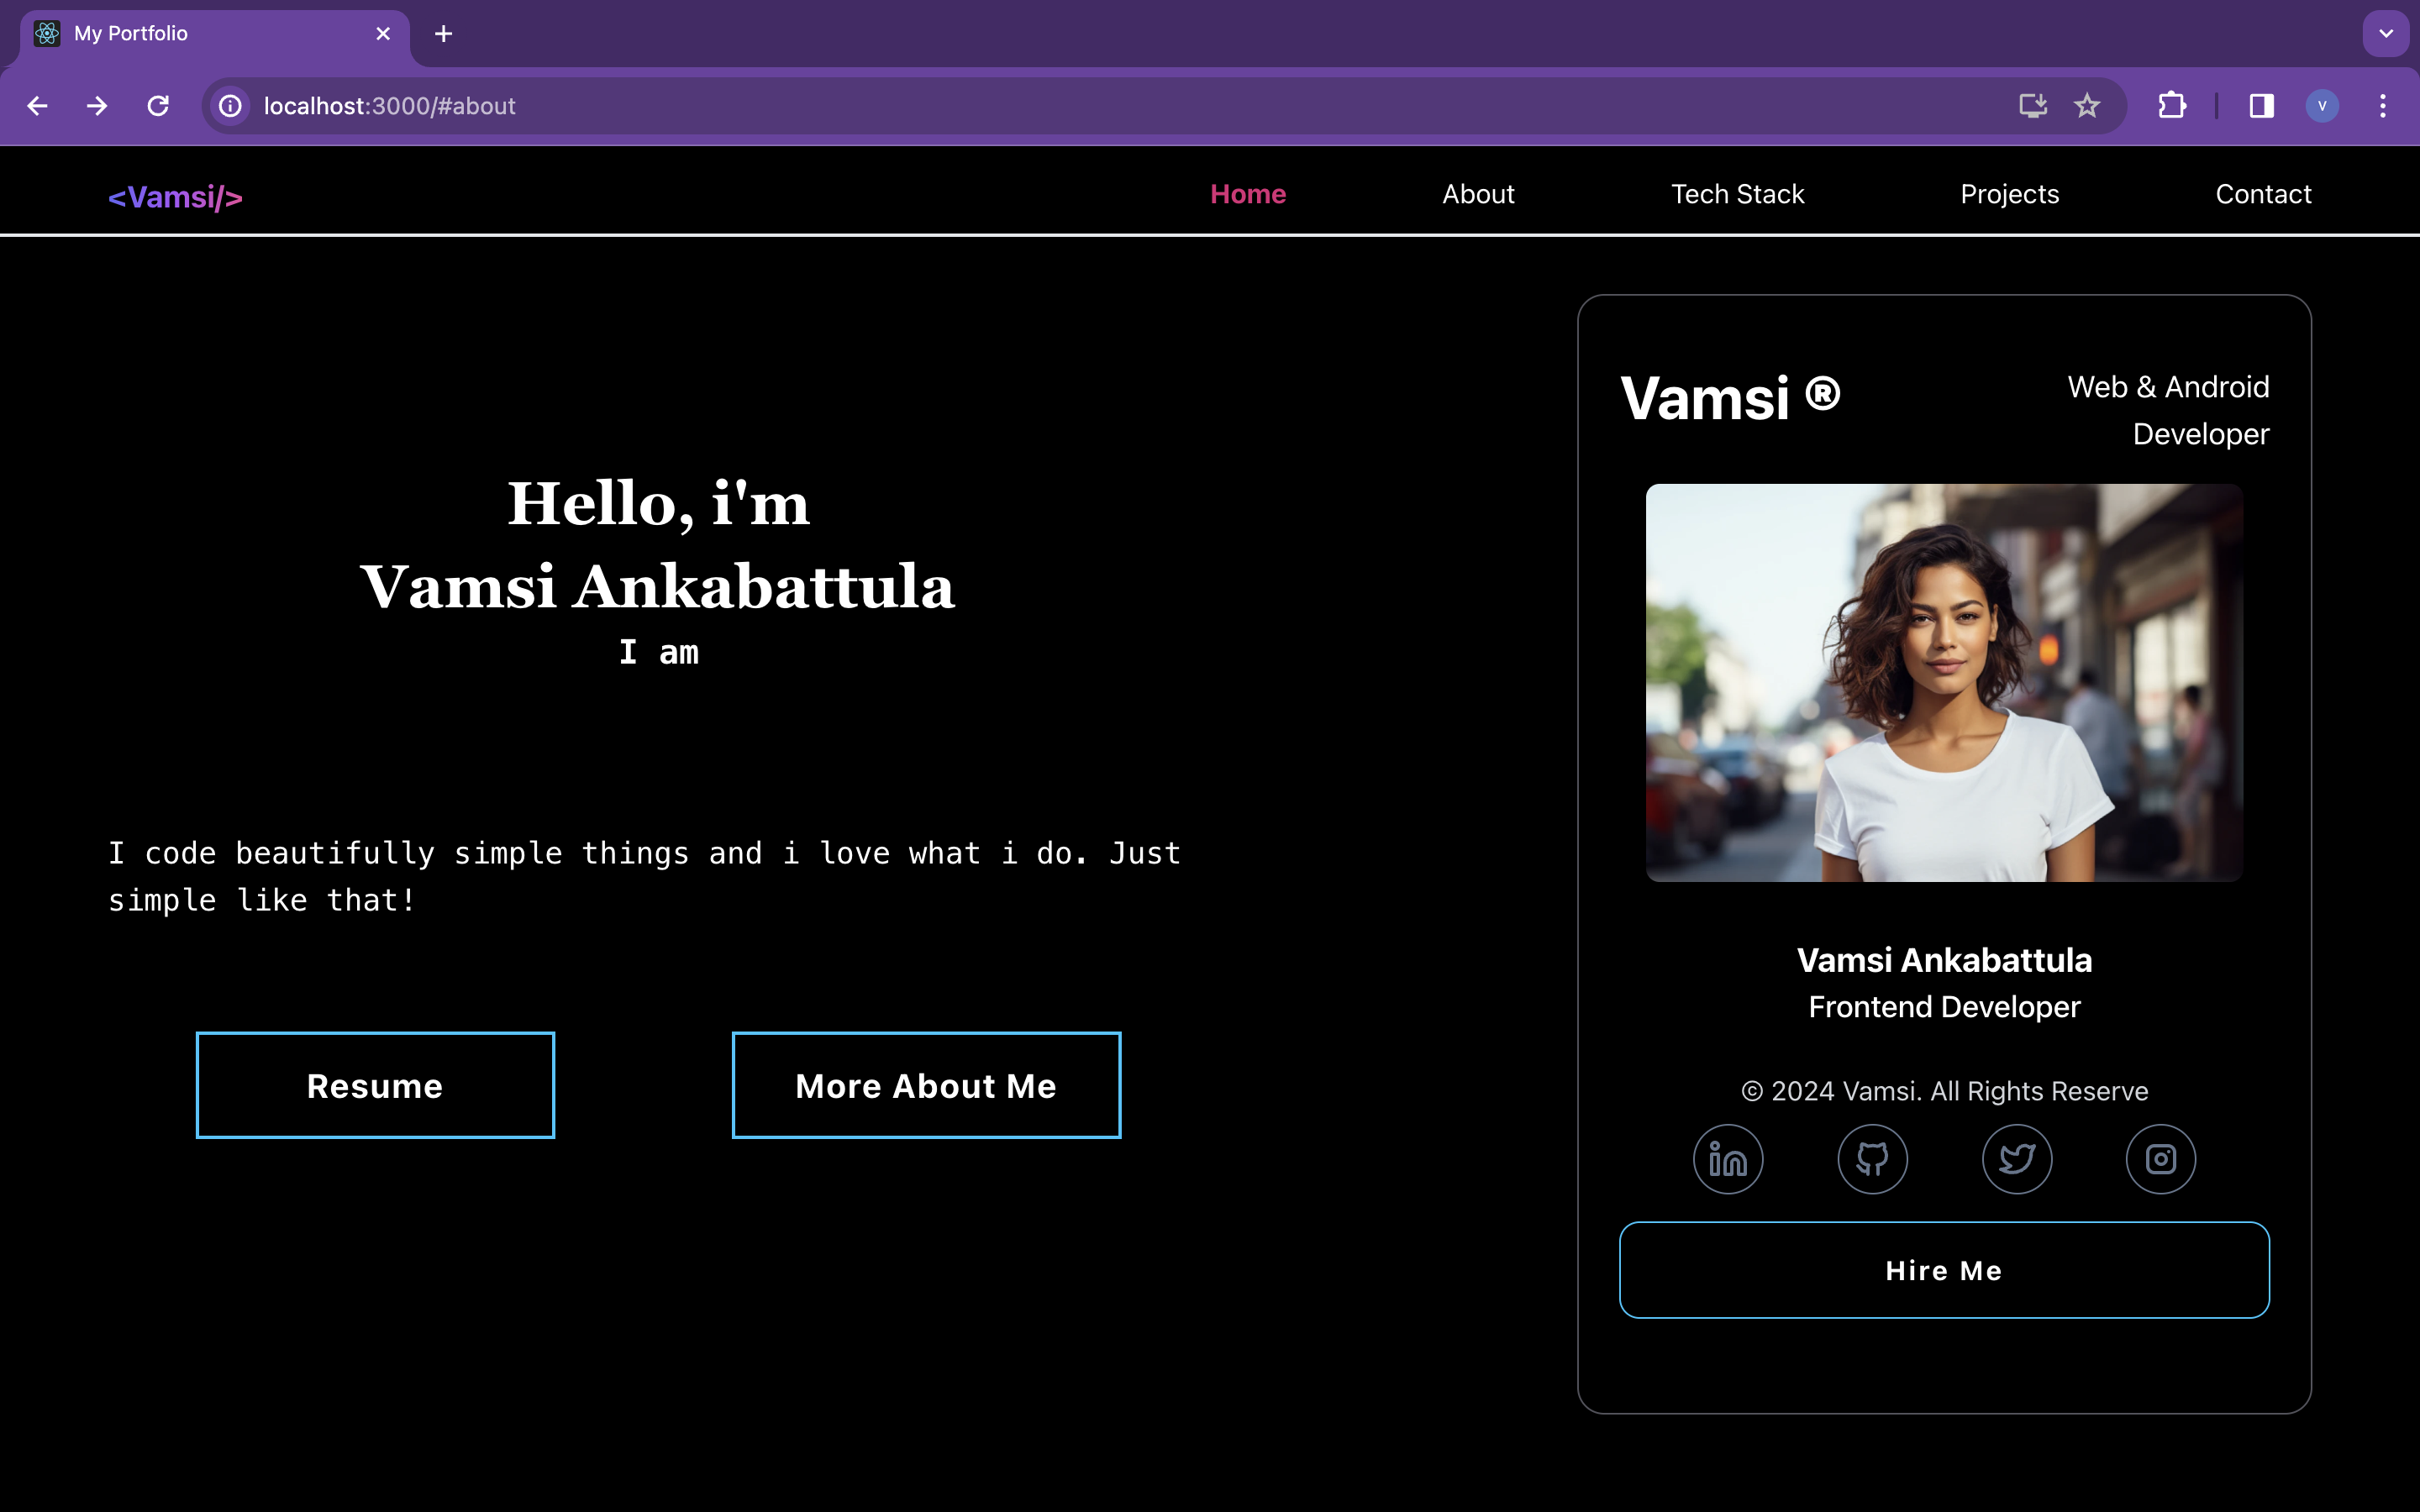 My Portfolio
localhost:3000/#about
V
<Vamsi/>
Home
About
Tech Stack
Projects
Contact
Hello, i'm
Vamsi Ankabattula
I am
I code beautifully simple things and i love what i do. Just
simple like that!
Resume
More About Me
Vamsi ®
Web & Android
Developer
Vamsi Ankabattula
Frontend Developer
© 2024 Vamsi. All Rights Reserve
in
Hire Me